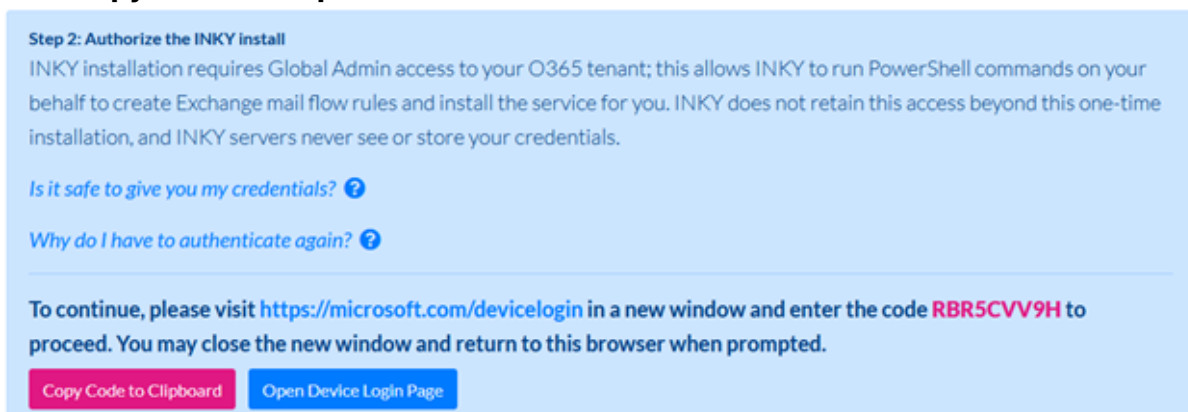 Step 2: Authorize the INKY install
INKY installation requires Global Admin access to your O365 tenant; this allows INKY to run PowerShell commands on your
behalf to create Exchange mail flow rules and install the service for you. INKY does not retain this access beyond this one-time
installation, and INKY servers never see or store your credentials.
Is it safe to give you my credentials? ?
Why do I have to authenticate again? ?
To continue, please visit https://microsoft.com/devicelogin in a new window and enter the code RBR5CVV9H to
proceed. You may close the new window and return to this browser when prompted.
Copy Code to Clipboard Open Device Login Page